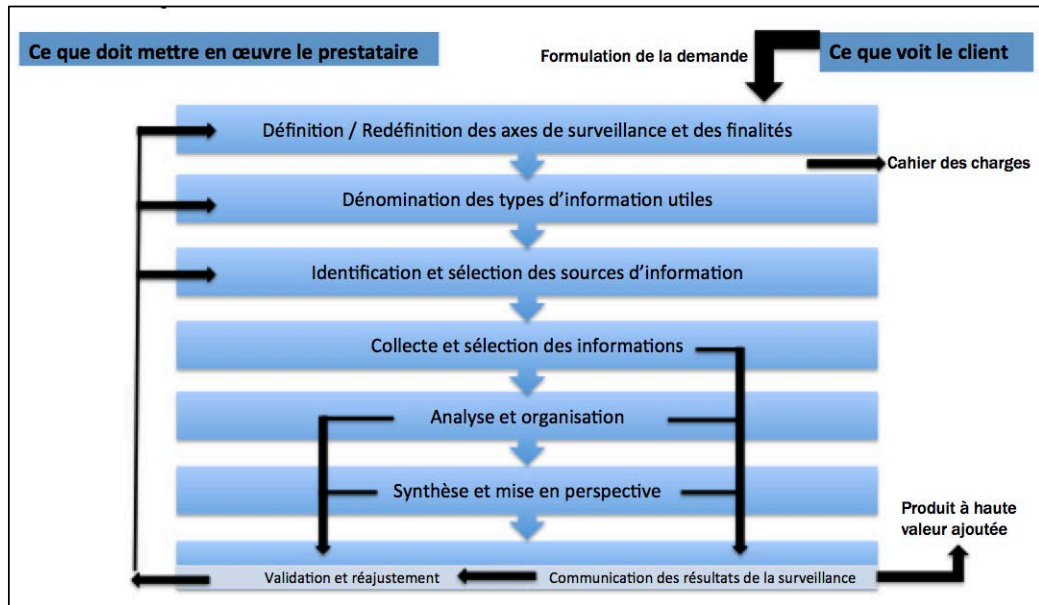 Ce que doit mettre en œuvre le prestataire
Formulation de la demande
Ce que voit le client
Définition / Redéfinition des axes de surveillance et des finalités
Cahier des charges
Dénomination des types d'information utiles
Identification et sélection des sources d'information
Collecte et sélection des informations
Analyse et organisation
Synthèse et mise en perspective
Produit à haute
valeur ajoutée
Validation et réajustement
Communication des résultats de la surveillance